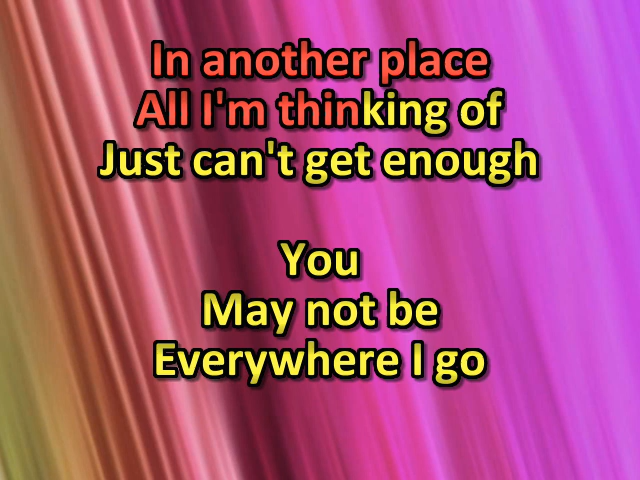 In another place
All I'm thinking of
Just can't get enough
You
May not be
Everywhere I go